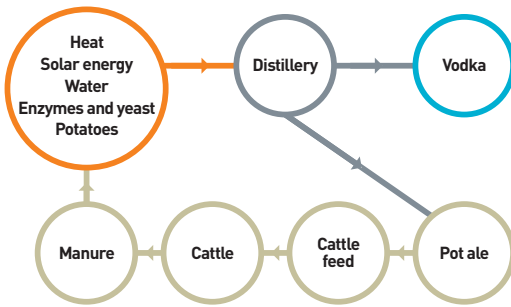 Heat
Solar energy
Water
Enzymes and yeast
Potatoes
Distillery
Vodka
Manure
Cattle
Cattle
feed
Pot ale